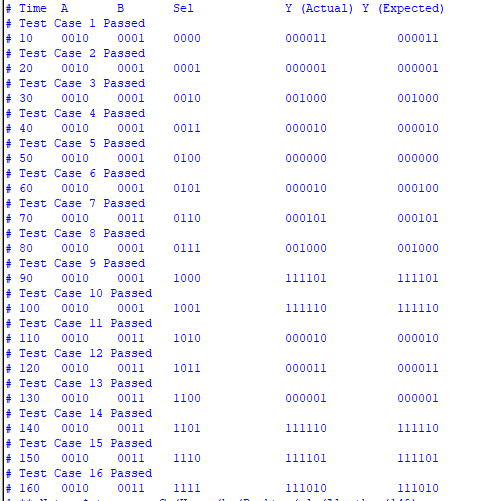 # Time  A      B       Sel             Y (Actual) Y (Expected)
# Test Case 1 Passed
# 10    0010    0001    0000            000011          000011
# Test Case 2 Passed
# 20    0010    0001    0001            000001          000001
# Test Case 3 Passed
# 30    0010    0001    0010            001000          001000
# Test Case 4 Passed
# 40    0010    0001    0011            000010          000010
# Test Case 5 Passed
# 50    0010    0001    0100            000000          000000
# Test Case 6 Passed
# 60    0010    0001    0101            000010          000100
# Test Case 7 Passed
# 70    0010    0011    0110            000101          000101
# Test Case 8 Passed
# 80    0010    0011    0111            001000          001000
# Test Case 9 Passed
# 90    0010    0001    1000            111101          111101
# Test Case 10 Passed
# 100   0010    0001    1001            111110          111110
# Test Case 11 Passed
# 110   0010    0011    1010            000010          000010
# Test Case 12 Passed
# 120   0010    0011    1011            000011          000011
# Test Case 13 Passed
# 130   0010    0011    1100            000001          000001
# Test Case 14 Passed
# 140   0010    0011    1101            111110          111110
# Test Case 15 Passed
# 150   0010    0011    1110            111101          111101
# Test Case 16 Passed
# 160   0010    0011    1111            111010          111010